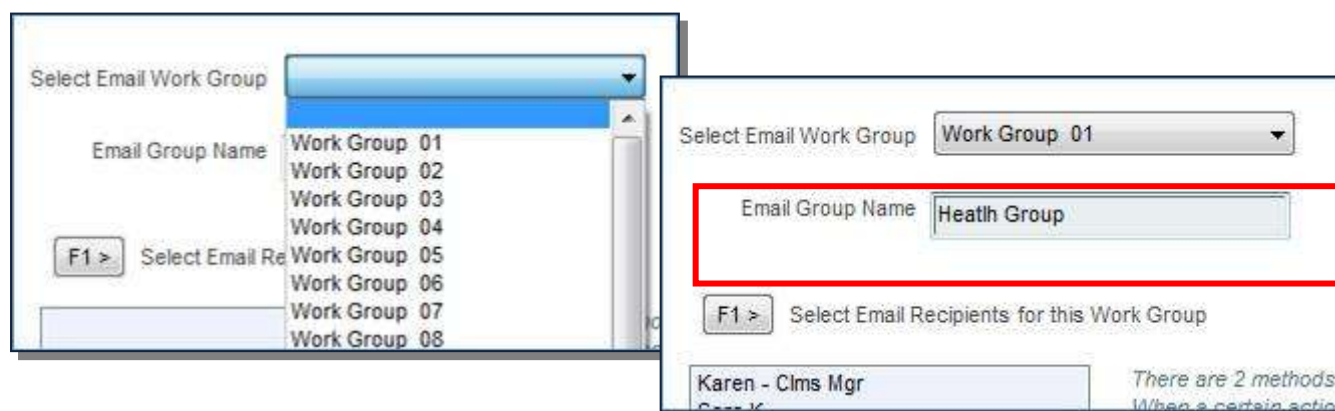 Select Email Work Group
Email Group Name
Work Group 01
Work Group 02
Work Group 03
Work Group 04
Work Group 05
Work Group 06
Work Group 07
Work Group 08
F1 > Select Email Re
Select Email Work Group Work Group 01
Email Group Name Heatlh Group
F1 > Select Email Recipients for this Work Group
Karen - Clms Mgr
There are 2 methods
When a certain actio